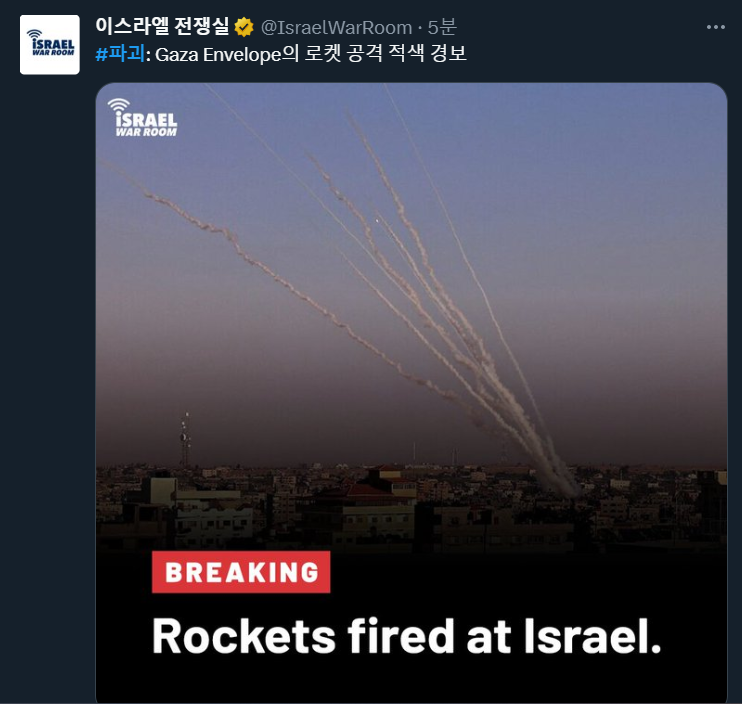 이스라엘 전쟁실 @IsraelWarRoom · 5분
#파괴: Gaza Envelope의 로켓 공격 적색 경보
ISRAEL
WAR ROOM
ISRAEL
WAR ROOM
BREAKING
Rockets fired at Israel.